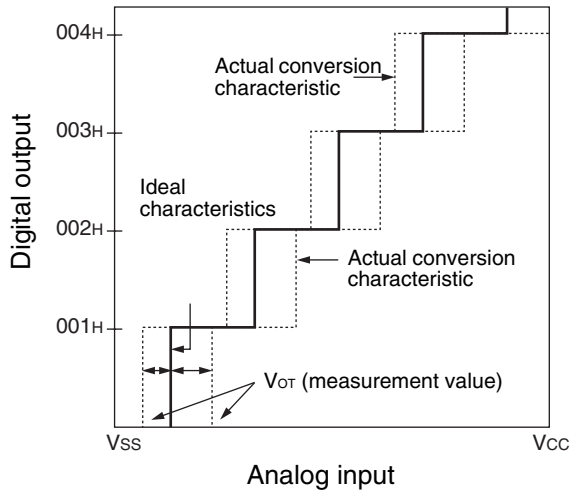 004H
Actual conversion
characteristic
003H
Ideal
characteristics
Digital output
002H
Actual conversion
characteristic
001H
VOT (measurement value)
VSS
VCC
Analog input